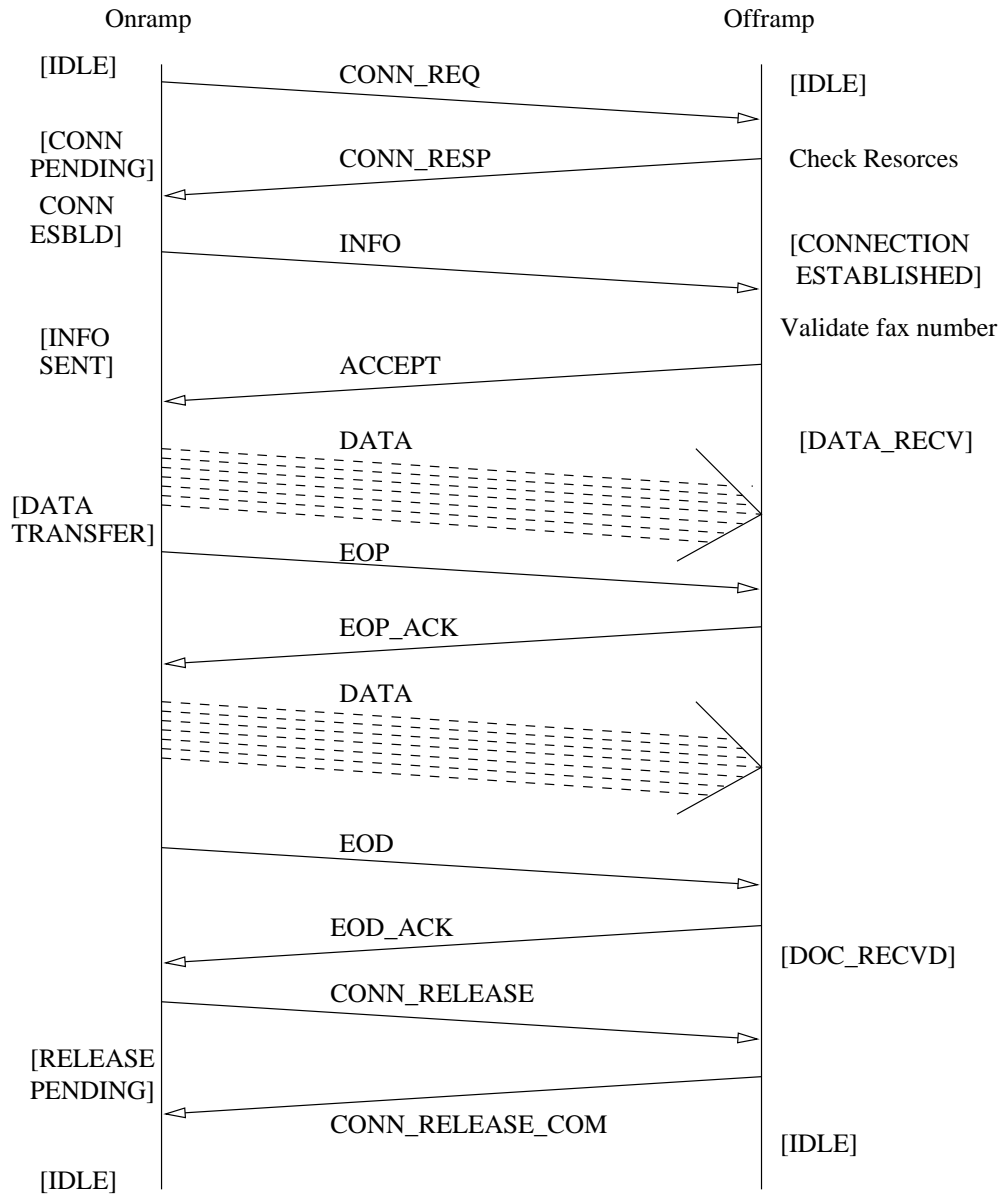 Onramp
Offramp
[IDLE]
CONN_REQ
[IDLE]
[CONN
PENDING]
CONN_RESP
Check Resorces
CONN
ESBLD]
INFO
[CONNECTION
ESTABLISHED]
[INFO
SENT]
Validate fax number
ACCEPT
DATA
[DATA_RECV]
[DATA
TRANSFER]
EOP
EOP_ACK
DATA
EOD
EOD_ACK
[DOC_RECVD]
CONN_RELEASE
[RELEASE
PENDING]
CONN_RELEASE_COM
[IDLE]
[IDLE]